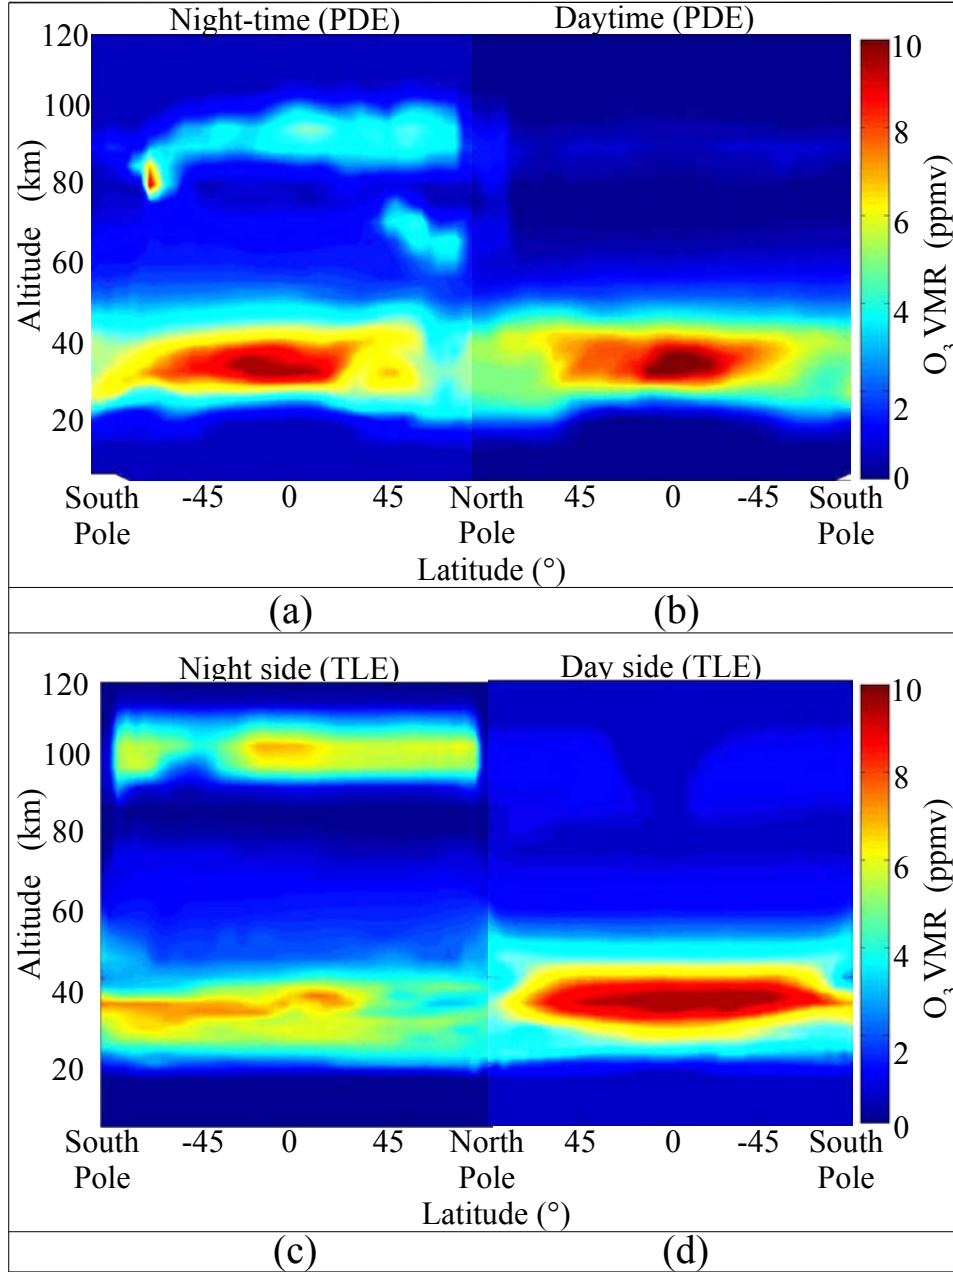 Night-time (PDE) Daytime (PDE)
120
100
80
60
40
20
Altitude (km)
10
8
6
4
2
0
O3 VMR (ppmv)
South Pole -45 0 45 North Pole 45 0 -45 South Pole
Latitude (°)
(a) (b)
Night side (TLE) Day side (TLE)
120
100
80
60
40
20
Altitude (km)
10
8
6
4
2
0
O3 VMR (ppmv)
South Pole -45 0 45 North Pole 45 0 -45 South Pole
Latitude (°)
(c) (d)